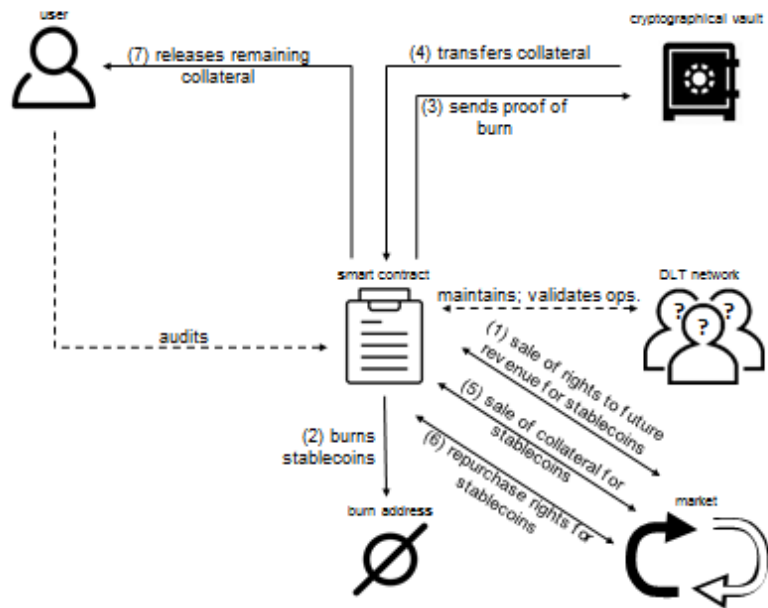 user
cryptographical vault
(7) releases remaining
collateral
(4) transfers collateral
(3) sends proof of
burn
smart contract
DLT network
maintains; validates ops.
? ? ?
audits
(1) sale of rights to future
revenue for stablecoins
(5) sale of collateral for
stablecoins
(6) repurchase rights for
stablecoins
(2) burns
stablecoins
burn address
market